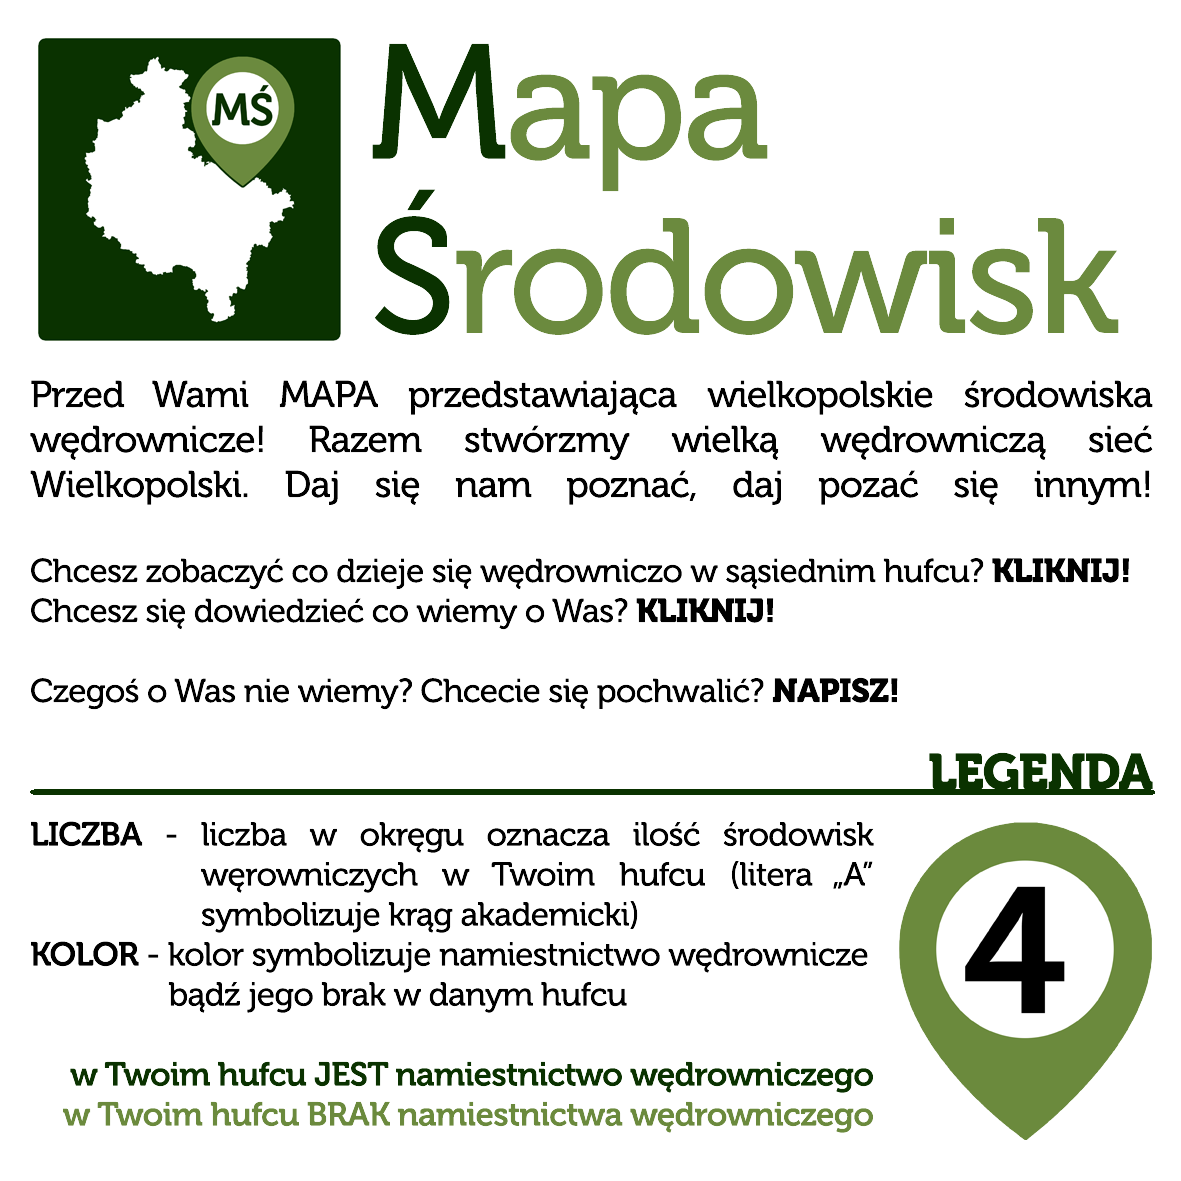 MŚ
Mapa
Środowisk
Przed Wami MAPA przedstawiająca wielkopolskie środowiska
wędrownicze! Razem stwórzmy wielką wędrowniczą sieć
Wielkopolski. Daj się nam poznać, daj pozać się innym!
Chcesz zobaczyć co dzieje się wędrowniczo w sąsiednim hufcu? KLIKNIJ!
Chcesz się dowiedzieć co wiemy o Was? KLIKNIJ!
Czegoś o Was nie wiemy? Chcecie się pochwalić? NAPISZ!
LEGENDA
LICZBA - liczba w okręgu oznacza ilość środowisk
węrowniczych w Twoim hufcu (litera „A”
symbolizuje krąg akademicki)
KOLOR - kolor symbolizuje namiestnictwo wędrownicze
bądź jego brak w danym hufcu
4
w Twoim hufcu JEST namiestnictwo wędrowniczego
w Twoim hufcu BRAK namiestnictwa wędrowniczego